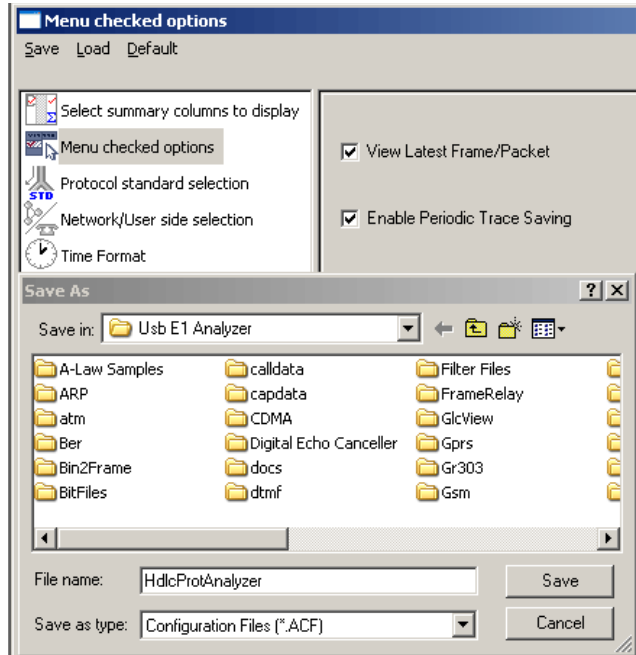 Menu checked options
Save Load Default
Select summary columns to display
Menu checked options
STD Protocol standard selection
Network/User side selection
Time Format
View Latest Frame/Packet
Enable Periodic Trace Saving
Save As
Save in: Usb E1 Analyzer
A-Law Samples calldata Filter Files
ARP capdata FrameRelay
atm CDMA GlcView
Ber Digital Echo Canceller Gprs
Bin2Frame docs Gr303
BitFiles dtmf Gsm
File name: HdlcProtAnalyzer Save
Save as type: Configuration Files (*.ACF) Cancel